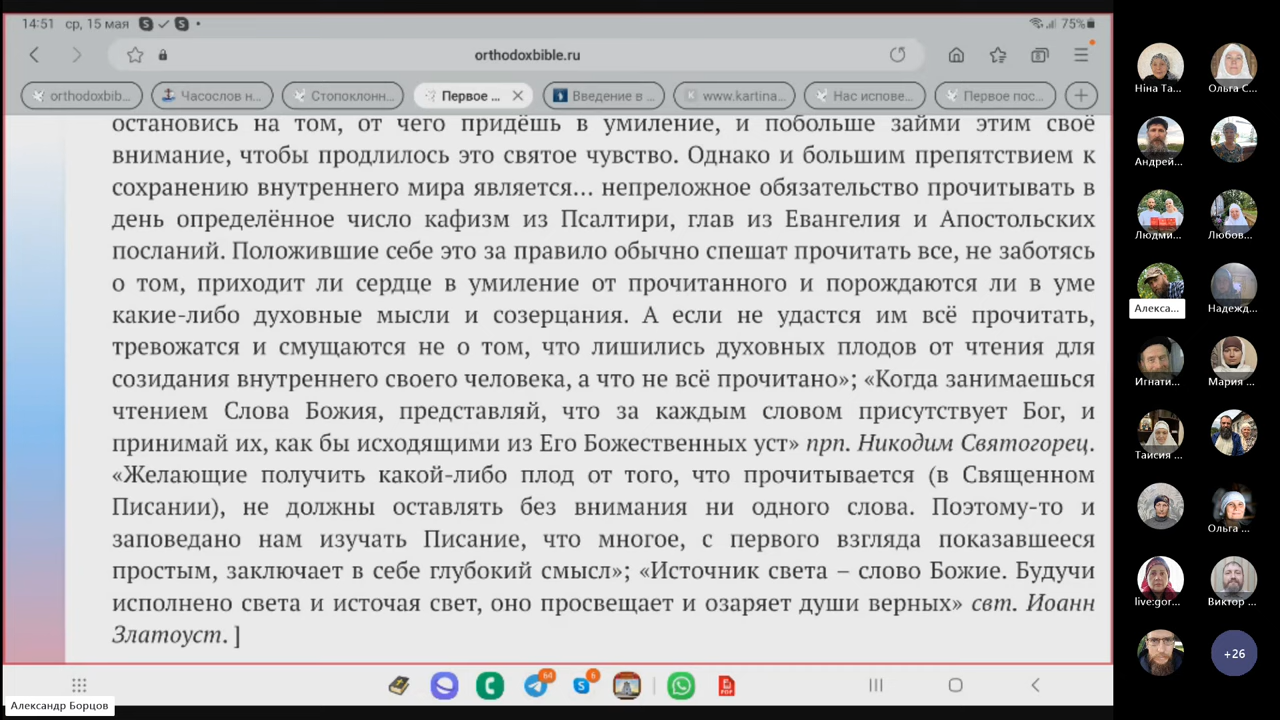 14:51 ср, 15 мая
75%
orthodoxbible.ru
orthodoxbib... Часослов н... Стопоклонн... Первое ... Введение в ... www.kartina... Нас испове... Первое пос...
остановись на том, от чего придёшь в умиление, и побольше займи этим своё
внимание, чтобы продлилось это святое чувство. Однако и большим препятствием к
сохранению внутреннего мира является... непреложное обязательство прочитывать в
день определённое число кафизм из Псалтири, глав из Евангелия и Апостольских
посланий. Положившие себе это за правило обычно спешат прочитать все, не заботясь
о том, приходит ли сердце в умиление от прочитанного и порождаются ли в уме
какие-либо духовные мысли и созерцания. А если не удастся им всё прочитать,
тревожатся и смущаются не о том, что лишились духовных плодов от чтения для
созидания внутреннего своего человека, а что не всё прочитано»; «Когда занимаешься
чтением Слова Божия, представляй, что за каждым словом присутствует Бог, и
принимай их, как бы исходящими из Его Божественных уст» прп. Никодим Святогорец.
«Желающие получить какой-либо плод от того, что прочитывается (в Священном
Писании), не должны оставлять без внимания ни одного слова. Поэтому-то и
заповедано нам изучать Писание, что многое, с первого взгляда показавшееся
простым, заключает в себе глубокий смысл»; «Источник света – слово Божие. Будучи
исполнено света и источая свет, оно просвещает и озаряет души верных» свт. Иоанн
Златоуст. ]
64
6
PDF
Александр Борцов
Ніна Та...
Ольга С...
Андрей...
Людми...
Любов...
Алекса...
Надежд...
Игнати...
Мария ...
Таисия ...
Ольга ...
live:gor...
Виктор ...
+26